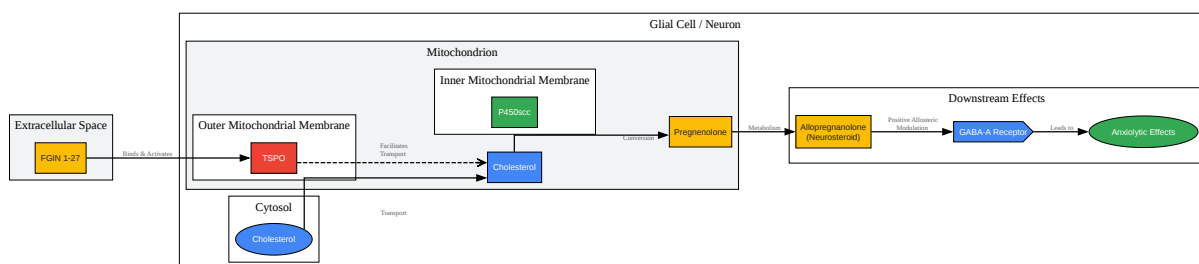 Glial Cell / Neuron
Mitochondrion
Inner Mitochondrial Membrane
P450scc
Extracellular Space
FGIN 1-27
Binds & Activates
Outer Mitochondrial Membrane
TSPO
Facilitates
Transport
Cholesterol
Conversion
Pregnenolone
Metabolism
Downstream Effects
Allopregnanolone
(Neurosteroid)
Positive Allosteric
Modulation
GABA-A Receptor
Leads to
Anxiolytic Effects
Cytosol
Cholesterol
Transport